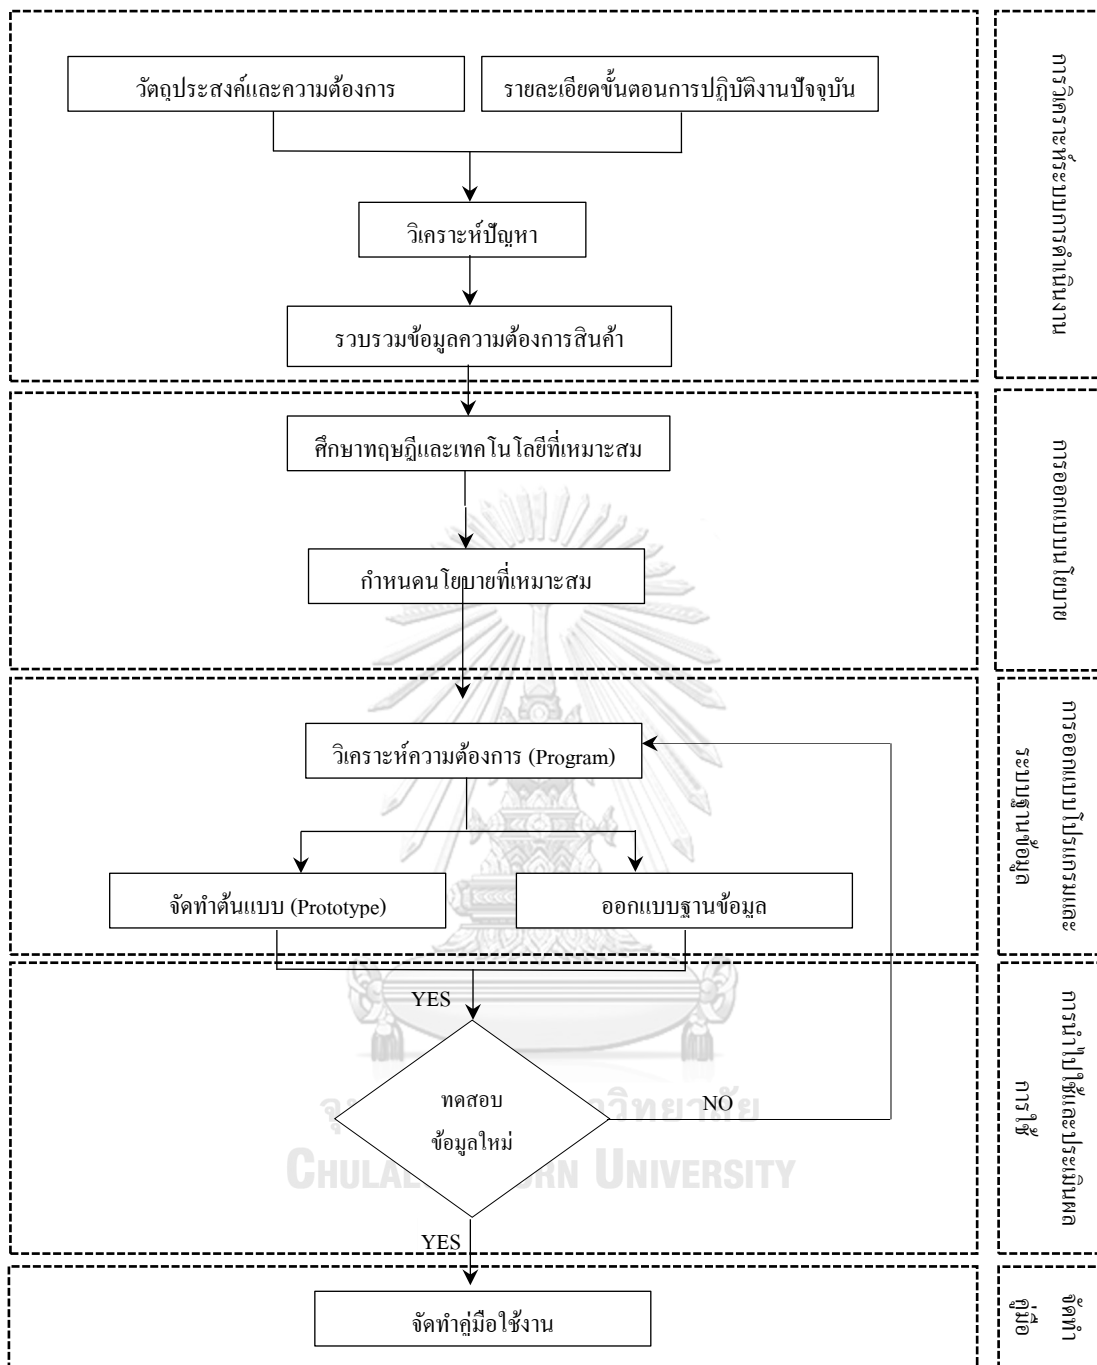 วัตถุประสงค์และความต้องการ
รายละเอียดขั้นตอนการปฏิบัติงานปัจจุบัน
วิเคราะห์ปัญหา
รวบรวมข้อมูลความต้องการสินค้า
การวิเคราะห์ระบบการดำเนินงาน
ศึกษาทฤษฎีและเทคโนโลยีที่เหมาะสม
กำหนดนโยบายที่เหมาะสม
การออกแบบนโยบาย
วิเคราะห์ความต้องการ (Program)
จัดทำต้นแบบ (Prototype)
ออกแบบฐานข้อมูล
การออกแบบโปรแกรมและ
ระบบฐานข้อมูล
YES
ทดสอบ
ข้อมูลใหม่
NO
YES
การนำไปใช้และประเมินผล
การใช้
จัดทำคู่มือใช้งาน
จัดทำ
คู่มือ
วิทยาลัย
UNIVERSITY